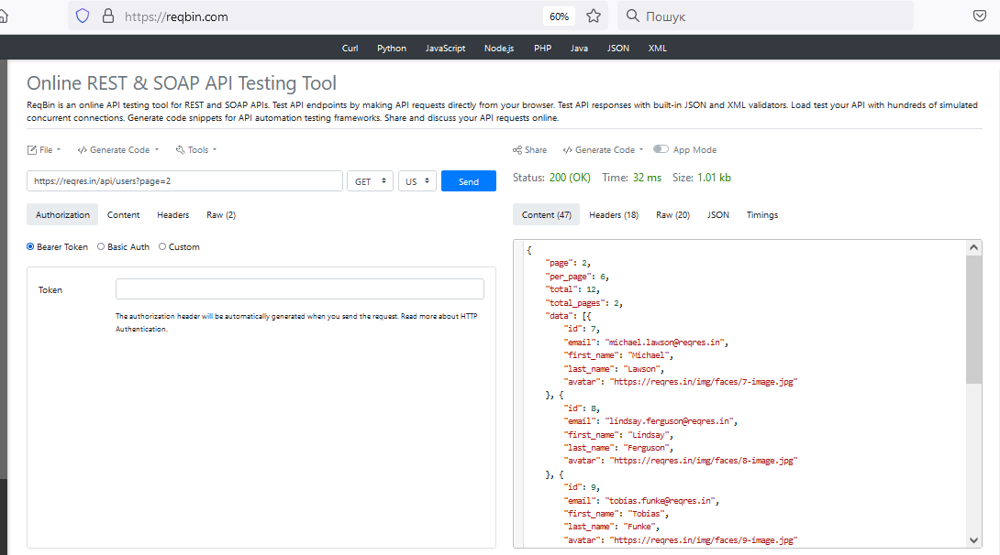 https://reqbin.com
60%
Пошук
Curl Python JavaScript Node.js PHP Java JSON XML
Online REST & SOAP API Testing Tool
ReqBin is an online API testing tool for REST and SOAP APIs. Test API endpoints by making API requests directly from your browser. Test API responses with built-in JSON and XML validators. Load test your API with hundreds of simulated
concurrent connections. Generate code snippets for API automation testing frameworks. Share and discuss your API requests online.
File Generate Code Tools
https://reqres.in/api/users?page=2 GET US Send
Authorization Content Headers Raw (2)
Bearer Token Basic Auth Custom
Token
The authorization header will be automatically generated when you send the request. Read more about HTTP
Authentication.
Share Generate Code App Mode
Status: 200 (OK) Time: 32 ms Size: 1.01 kb
Content (47) Headers (18) Raw (20) JSON Timings
{
"page": 2,
"per_page": 6,
"total": 12,
"total_pages": 2,
"data": [{
"id": 7,
"email": "michael.lawson@reqres.in",
"first_name": "Michael",
"last_name": "Lawson",
"avatar": "https://reqres.in/img/faces/7-image.jpg"
}, {
"id": 8,
"email": "lindsay.ferguson@reqres.in",
"first_name": "Lindsay",
"last_name": "Ferguson",
"avatar": "https://reqres.in/img/faces/8-image.jpg"
}, {
"id": 9,
"email": "tobias.funke@reqres.in",
"first_name": "Tobias",
"last_name": "Funke",
"avatar": "https://reqres.in/img/faces/9-image.jpg"